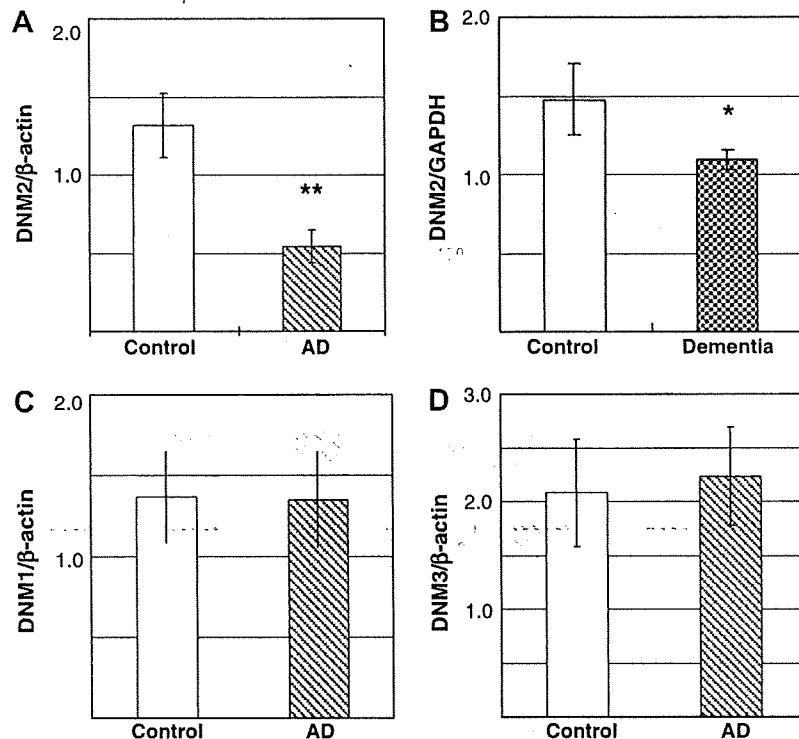 A
DNM2/β-actin
2.0
1.0
**
Control AD
B
DNM2/GAPDH
2.0
1.0
*
Control Dementia
C
DNM1/β-actin
2.0
1.0
Control AD
D
DNM3/β-actin
3.0
2.0
1.0
Control AD